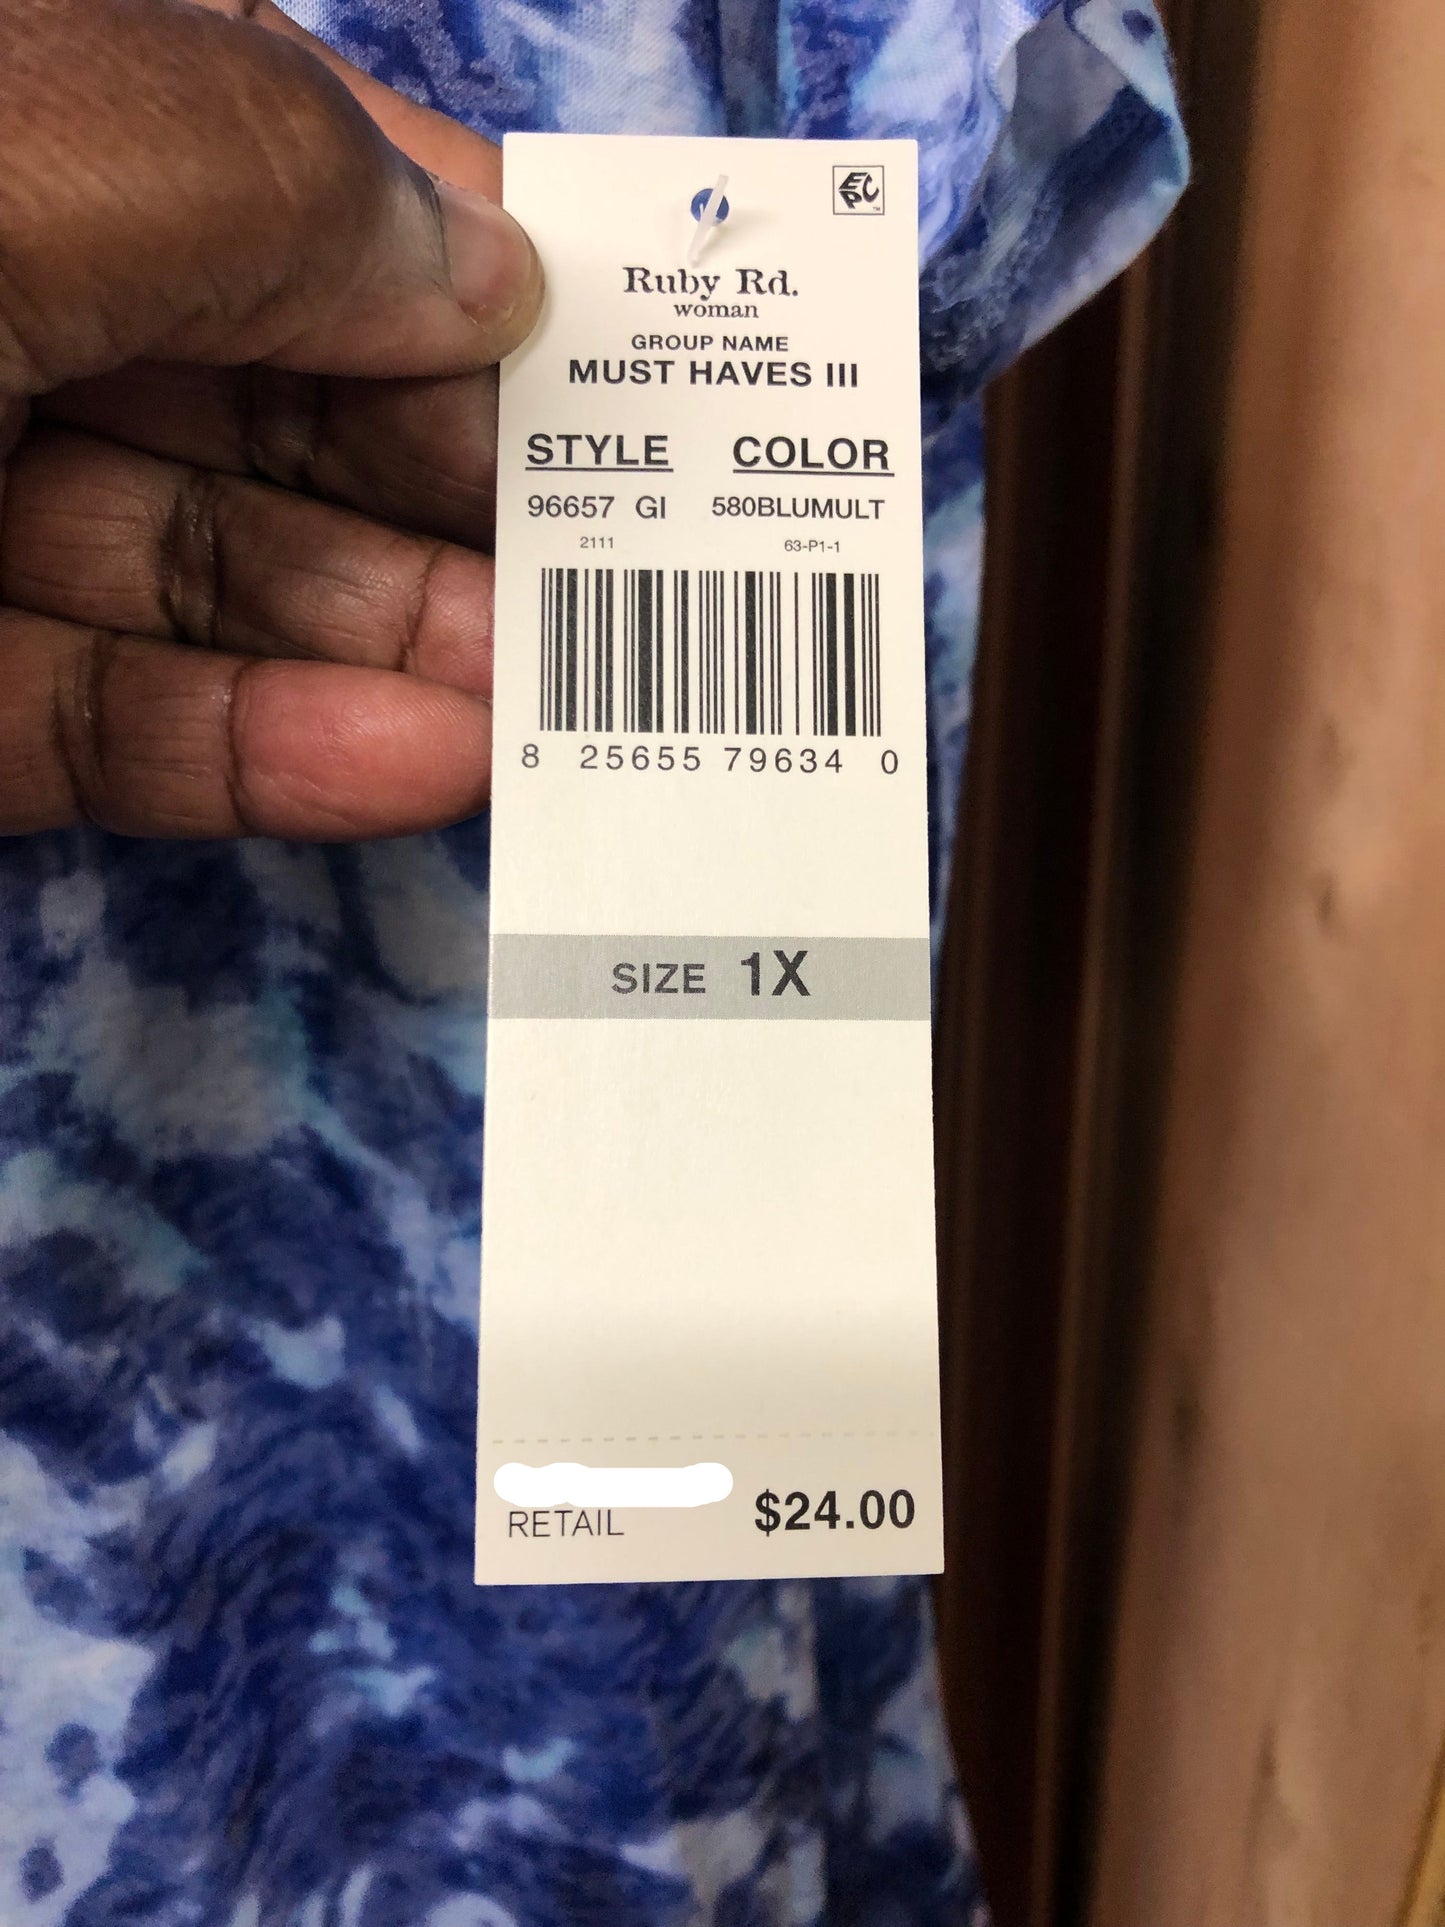 EPC
Ruby Rd.
woman
GROUP NAME
MUST HAVES III
STYLE COLOR
96657 GI 580BLUMULT
2111 63-P1-1
8 25655 79634 0
SIZE 1X
RETAIL $24.00